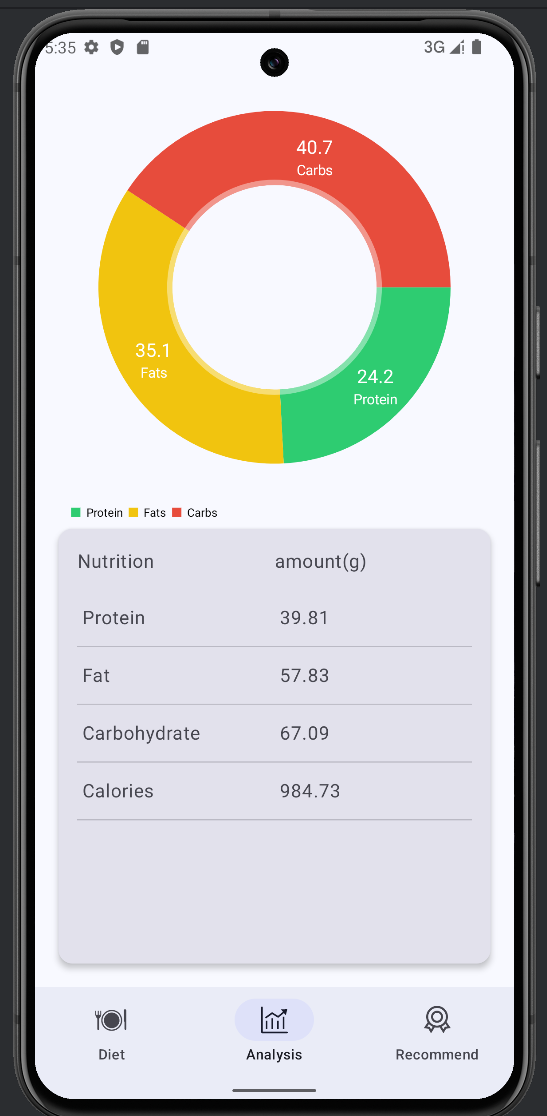 5:35 3G
40.7
Carbs
35.1
Fats
24.2
Protein
Protein Fats Carbs
Nutrition amount(g)
Protein 39.81
Fat 57.83
Carbohydrate 67.09
Calories 984.73
Diet Analysis Recommend